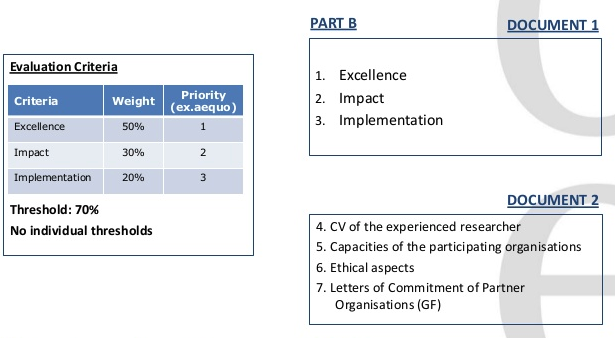 Evaluation Criteria
Criteria Weight Priority (ex.aequo)
Excellence 50% 1
Impact 30% 2
Implementation 20% 3
Threshold: 70%
No individual thresholds
PART B
DOCUMENT 1
1. Excellence
2. Impact
3. Implementation
DOCUMENT 2
4. CV of the experienced researcher
5. Capacities of the participating organisations
6. Ethical aspects
7. Letters of Commitment of Partner
Organisations (GF)